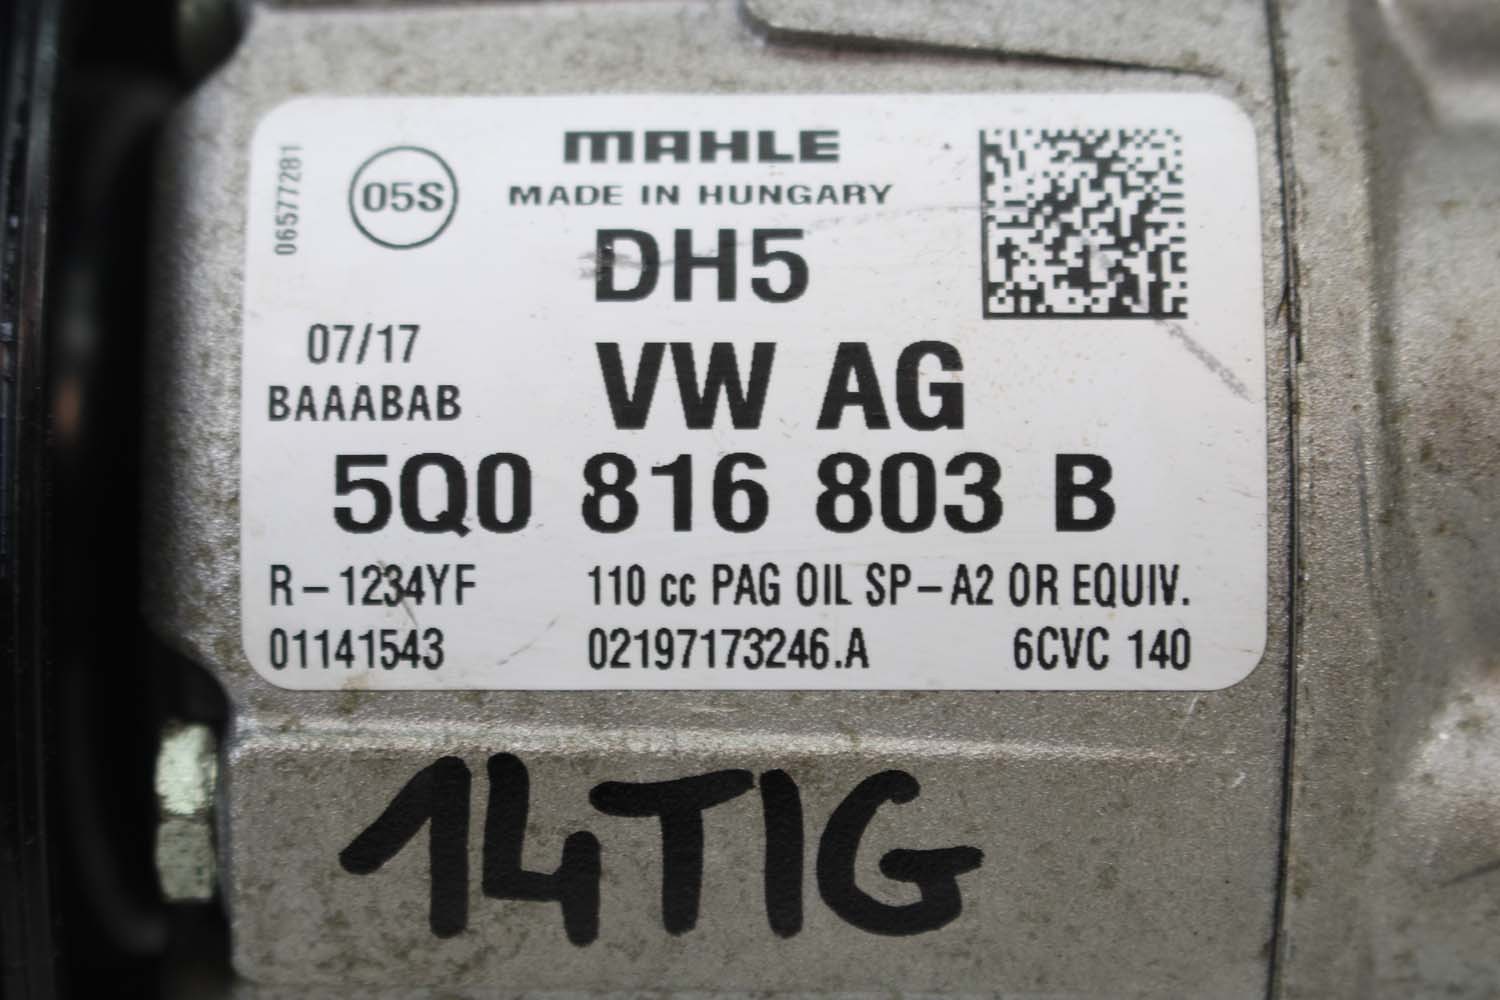 06577281
05S
MAHLE
MADE IN HUNGARY
DH5
07/17
VW AG
BAAABAB
5Q0 816 803 B
R-1234YF 110 cc PAG OIL SP-A2 OR EQUIV.
01141543 02197173246.A 6CVC 140
14TIG